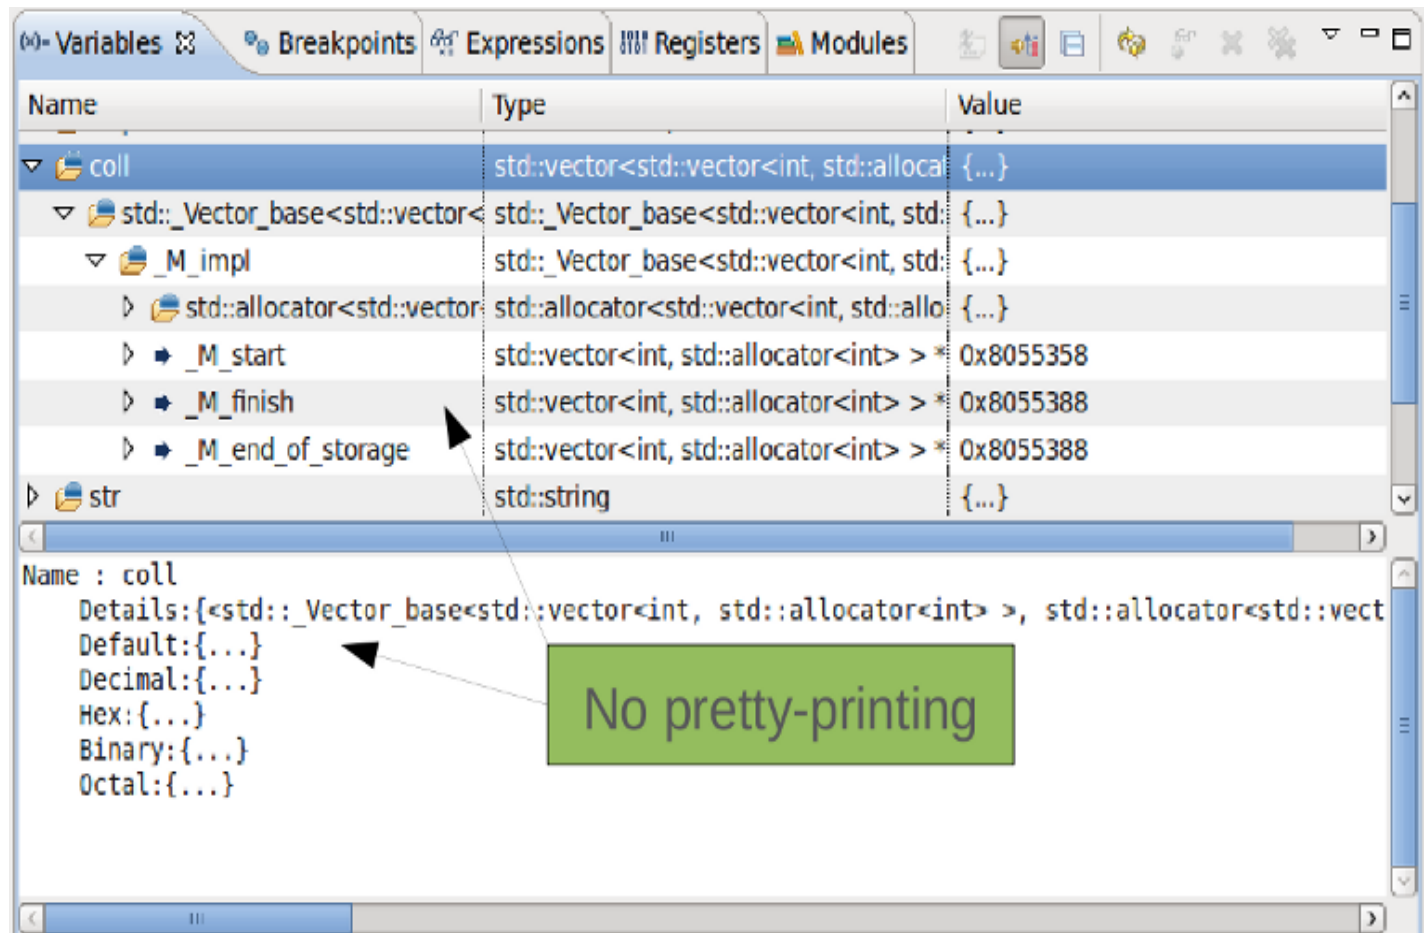 (x)= Variables Breakpoints Expressions Registers Modules
Name Type Value
coll std::vector<std::vector<int, std::alloca {...}
std::_Vector_base<std::vector< std::_Vector_base<std::vector<int, std: {...}
_M_impl std::_Vector_base<std::vector<int, std: {...}
std::allocator<std::vector std::allocator<std::vector<int, std::allo {...}
_M_start std::vector<int, std::allocator<int> > * 0x8055358
_M_finish std::vector<int, std::allocator<int> > * 0x8055388
_M_end_of_storage std::vector<int, std::allocator<int> > * 0x8055388
str std::string {...}
Name : coll
Details:{<std::_Vector_base<std::vector<int, std::allocator<int> >, std::allocator<std::vect
Default:{...}
Decimal:{...}
Hex:{...}
Binary:{...}
Octal:{...}
No pretty-printing